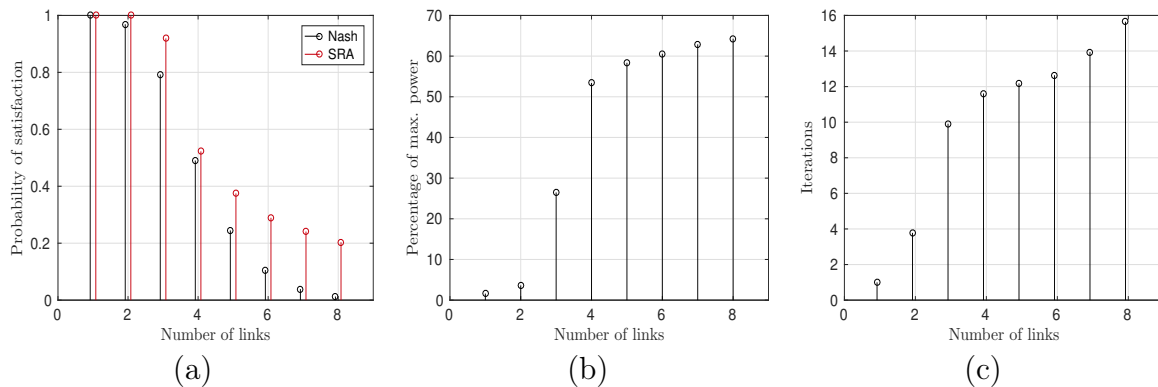 Probability of satisfaction
1
0.8
0.6
0.4
0.2
0
0 2 4 6 8
Number of links
Nash
SRA
(a)
Percentage of max. power
70
60
50
40
30
20
10
0
0 2 4 6 8
Number of links
(b)
Iterations
16
14
12
10
8
6
4
2
0
0 2 4 6 8
Number of links
(c)